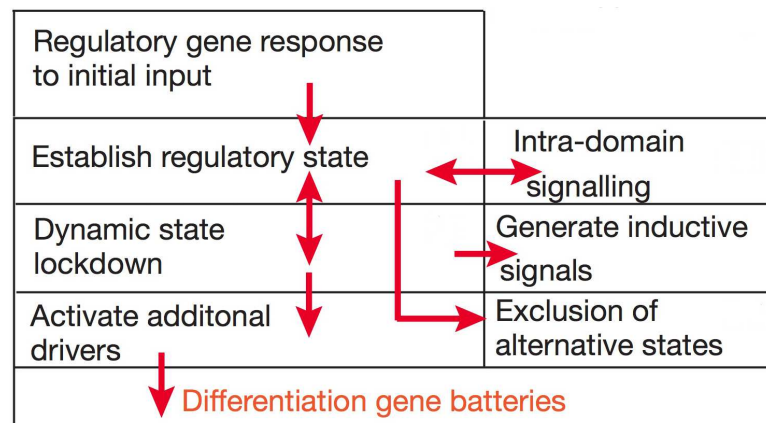 Regulatory gene response
to initial input
Establish regulatory state
Intra-domain
signalling
Dynamic state
lockdown
Generate inductive
signals
Activate additonal
drivers
Exclusion of
alternative states
Differentiation gene batteries